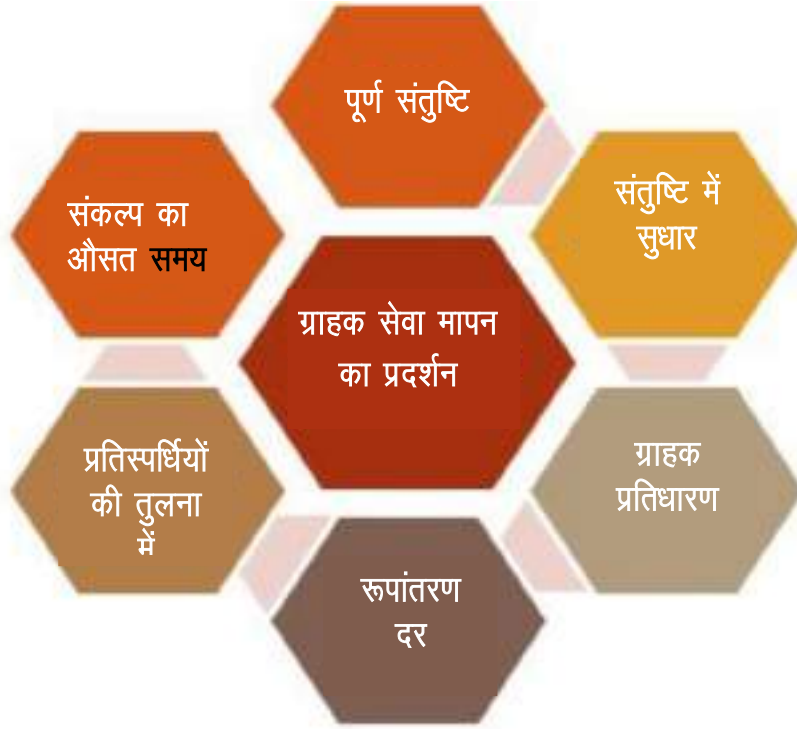 पूर्ण संतुष्टि
संतुष्टि में
सुधार
ग्राहक
प्रतिधारण
रूपांतरण
दर
प्रतिस्पर्धियों
की तुलना
में
संकल्प का
औसत समय
ग्राहक सेवा मापन
का प्रदर्शन